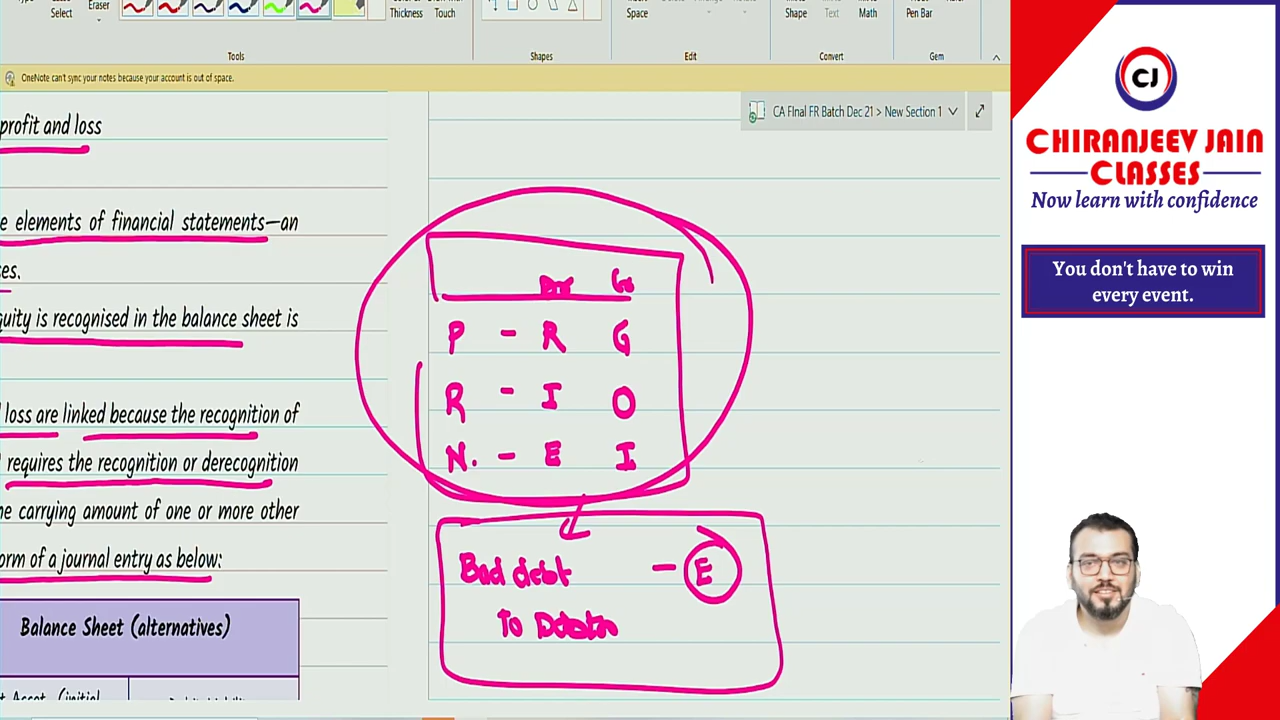 Eraser
Select
Thickness
Touch
Space
Shape
Text
Math
Pen Bar
Tools
Shapes
Edit
Convert
Gem
OneNote can't sync your notes because your account is out of space.
CA FInal FR Batch Dec 21 > New Section 1
profit and loss
e elements of financial statements—an
ses.
quity is recognised in the balance sheet is
loss are linked because the recognition of
requires the recognition or derecognition
he carrying amount of one or more other
orm of a journal entry as below:
Balance Sheet (alternatives)
P - R G
R - I O
N. - E I
Bad debt - E
To
CJ
CHIRANJEEV JAIN
CLASSES
Now learn with confidence
You don't have to win
every event.